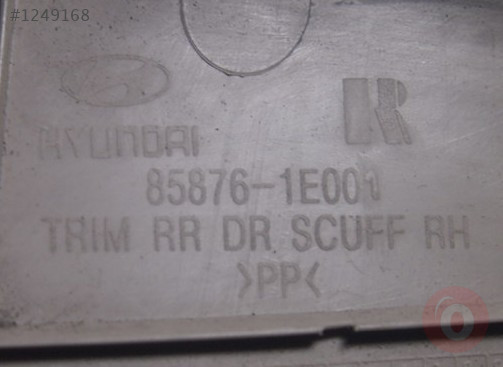 #1249168
HYUNDAI
R
85876-1E001
TRIM RR DR SCUFF RH
>PP<